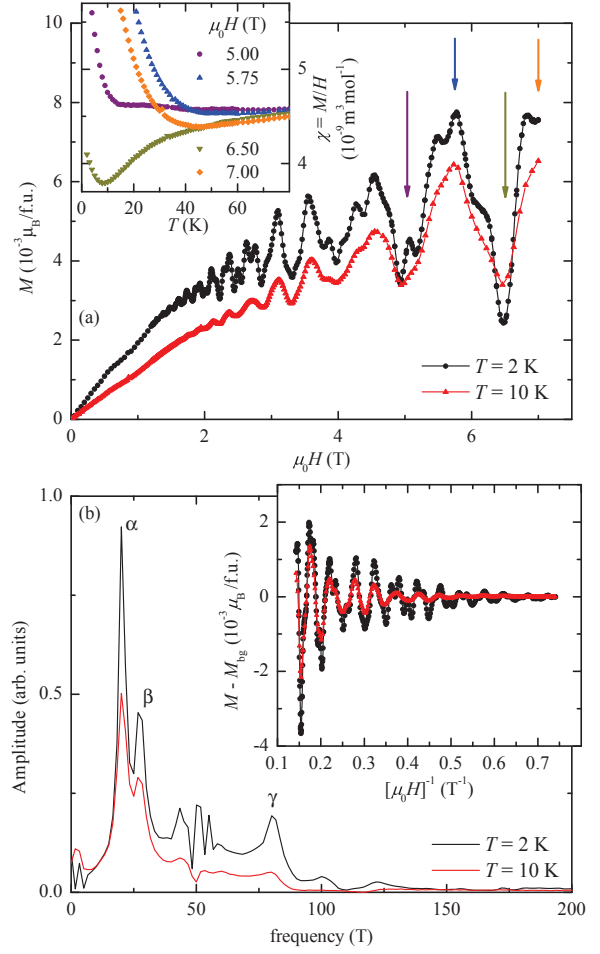 μ₀H (T)
5.00
5.75
6.50
7.00
5
4
χ = M/H
(10⁻⁹ m³ mol⁻¹)
0 20 40 60
T (K)
10
8
6
4
2
0
M (10⁻³ μB/f.u.)
(a)
T = 2 K
T = 10 K
0 2 4 6
μ₀H (T)
(b)
α
β
γ
1.0
0.5
0.0
Amplitude (arb. units)
2
0
-2
-4
M - Mbg (10⁻³ μB /f.u.)
0.1 0.2 0.3 0.4 0.5 0.6 0.7
[μ₀H]⁻¹ (T⁻¹)
T = 2 K
T = 10 K
0 50 100 150 200
frequency (T)